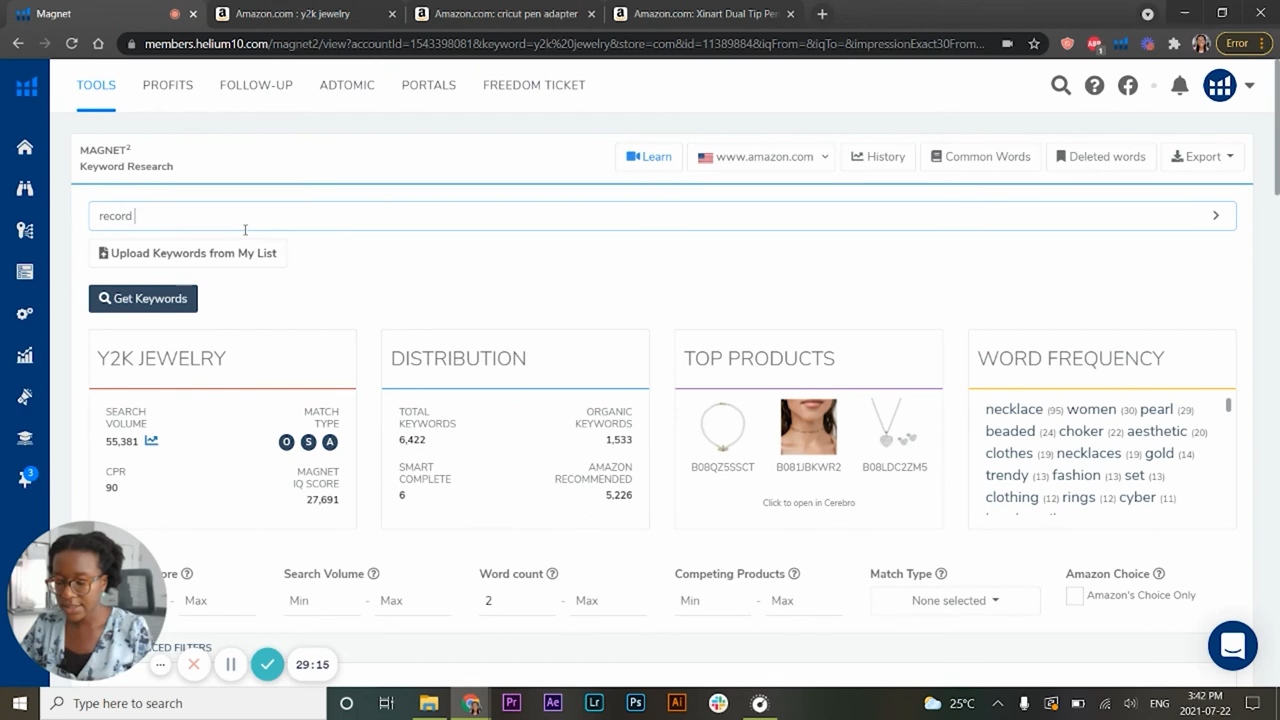 Magnet
Amazon.com : y2k jewelry
Amazon.com: cricut pen adapter
Amazon.com: Xinart Dual Tip Pen
members.helium10.com/magnet2/view?accountId=1543398081&keyword=y2k%20jewelry&store=com&id=11389884&iqFrom=&iqTo=&impressionExact30From...
Error
TOOLS PROFITS FOLLOW-UP ADTOMIC PORTALS FREEDOM TICKET
MAGNET²
Keyword Research
Learn www.amazon.com History Common Words Deleted words Export
record
Upload Keywords from My List
Get Keywords
Y2K JEWELRY
SEARCH VOLUME
55,381
MATCH TYPE
O S A
CPR
90
MAGNET IQ SCORE
27,691
DISTRIBUTION
TOTAL KEYWORDS
6,422
ORGANIC KEYWORDS
1,533
SMART COMPLETE
6
AMAZON RECOMMENDED
5,226
TOP PRODUCTS
B08QZ5SSCT B081JBKWR2 B08LDC2ZM5
Click to open in Cerebro
WORD FREQUENCY
necklace (95) women (30) pearl (29)
beaded (24) choker (22) aesthetic (20)
clothes (19) necklaces (19) gold (14)
trendy (13) fashion (13) set (13)
clothing (12) rings (12) cyber (11)
Search Volume Word count Competing Products Match Type Amazon Choice
- Max Min - Max 2 - Max Min - Max None selected Amazon's Choice Only
29:15
3
Type here to search
Pr Ae Lr Ps Ai
25°C
3:42 PM
2021-07-22